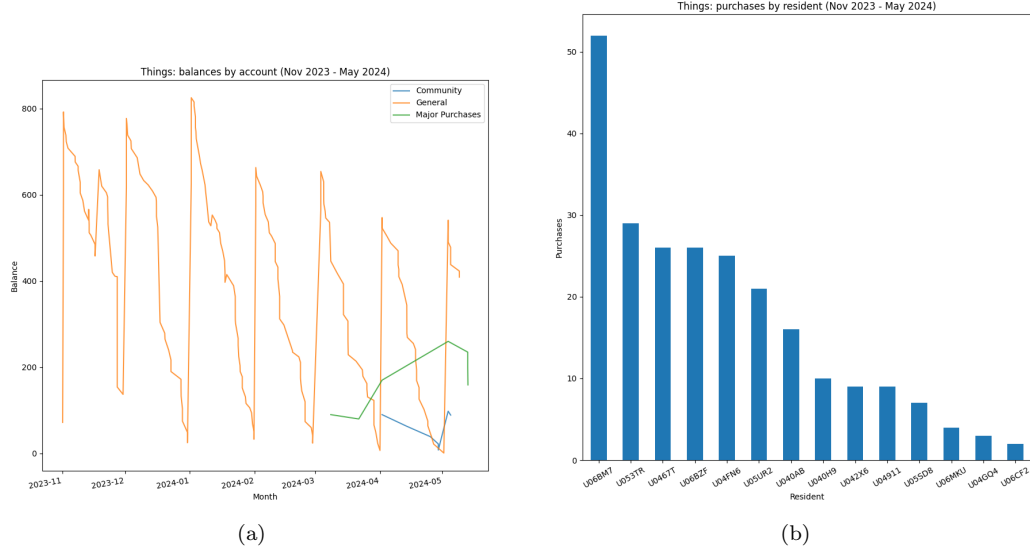 Things: balances by account (Nov 2023 - May 2024)
Community
General
Major Purchases
800
600
400
200
0
Balance
2023-11
2023-12
2024-01
2024-02
2024-03
2024-04
2024-05
Month
(a)
Things: purchases by resident (Nov 2023 - May 2024)
50
40
30
20
10
0
Purchases
U06BM7
U053TR
U0467T
U06BZF
U04FN6
U05UR2
U040AB
U040H9
U042X6
U04911
U05SD8
U06MKU
U04GQ4
U06CF2
Resident
(b)